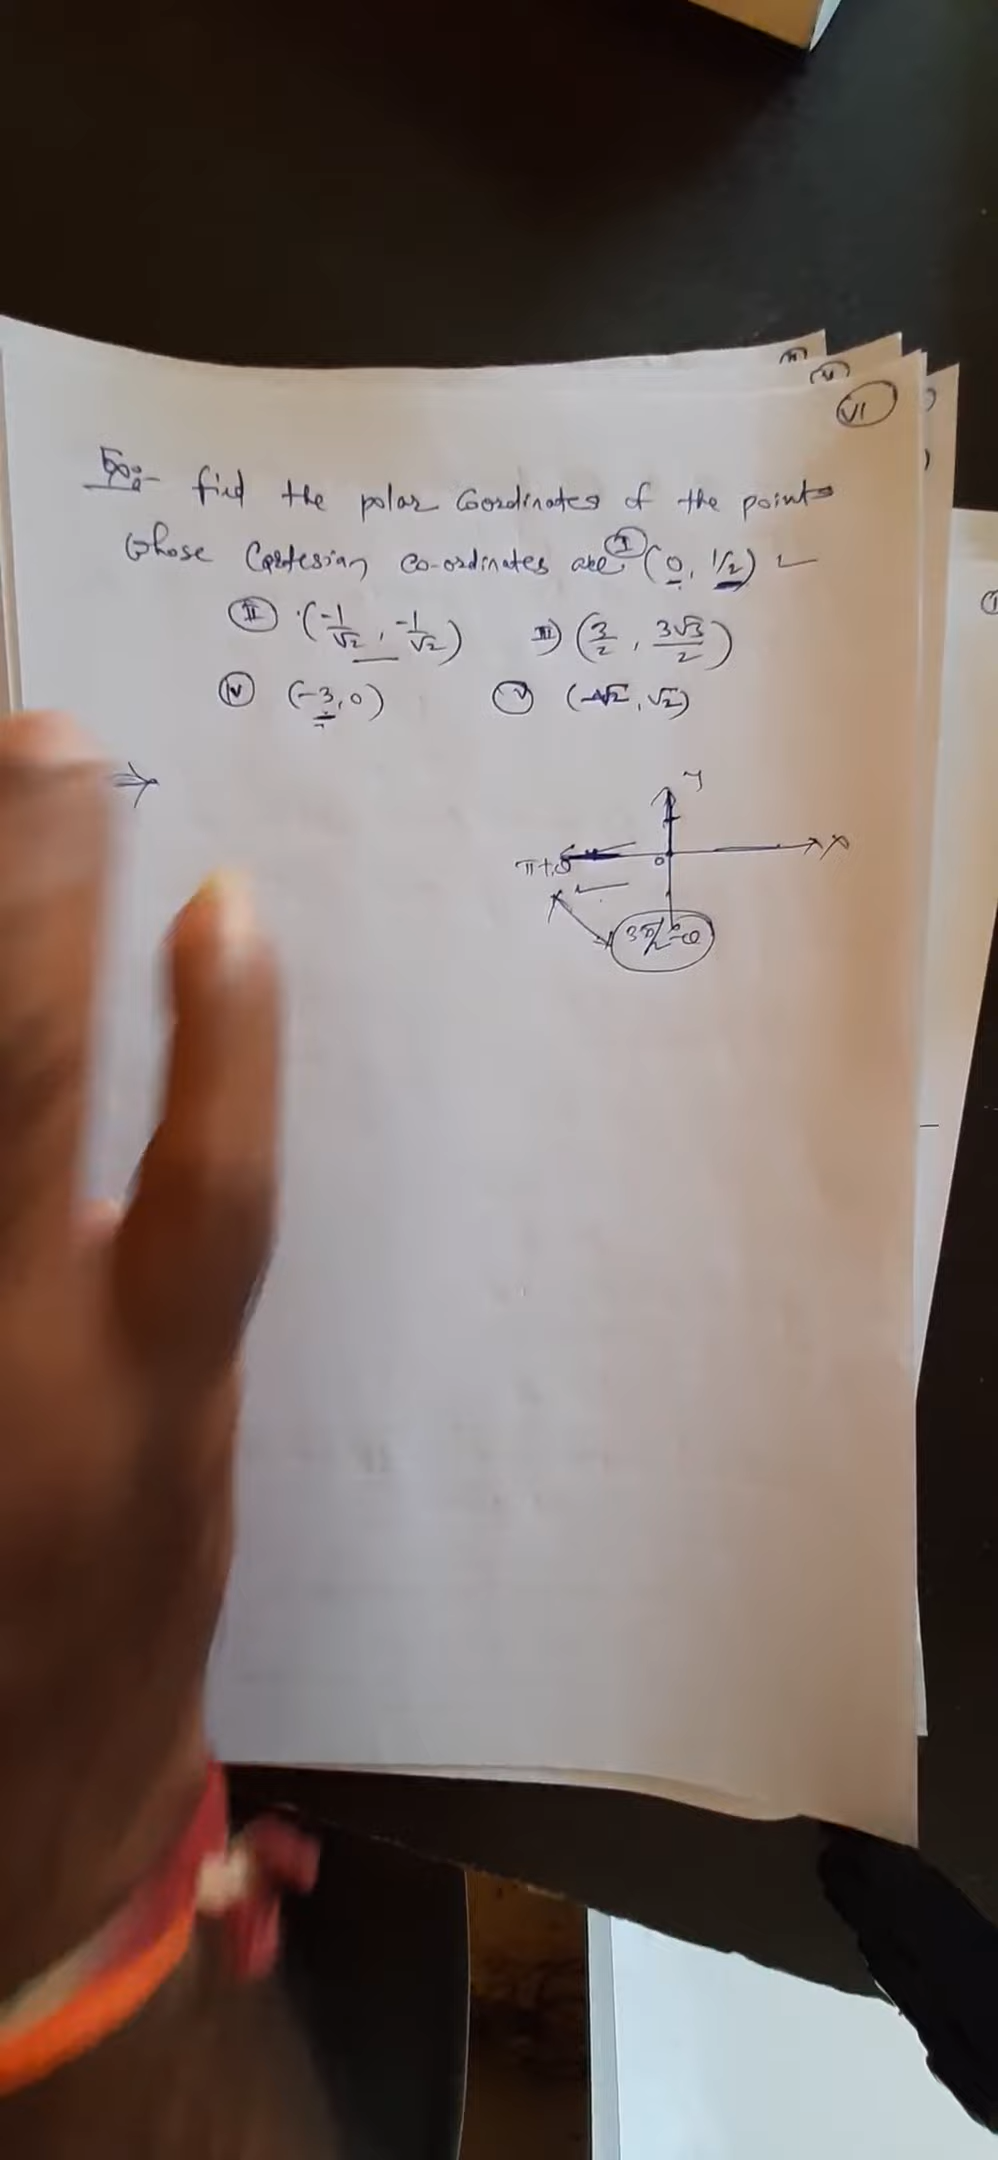 VI
Ex:- find the polar Coordinates of the points
whose Cartesian co-ordinates are (I) (0, 1/2)
(II) (-1/√2, -1/√2) III) (3/2, 3√3/2)
(IV) (-3,0) (V) (-√2, √2)
⇒
y
π+θ o x
3π/2-θ